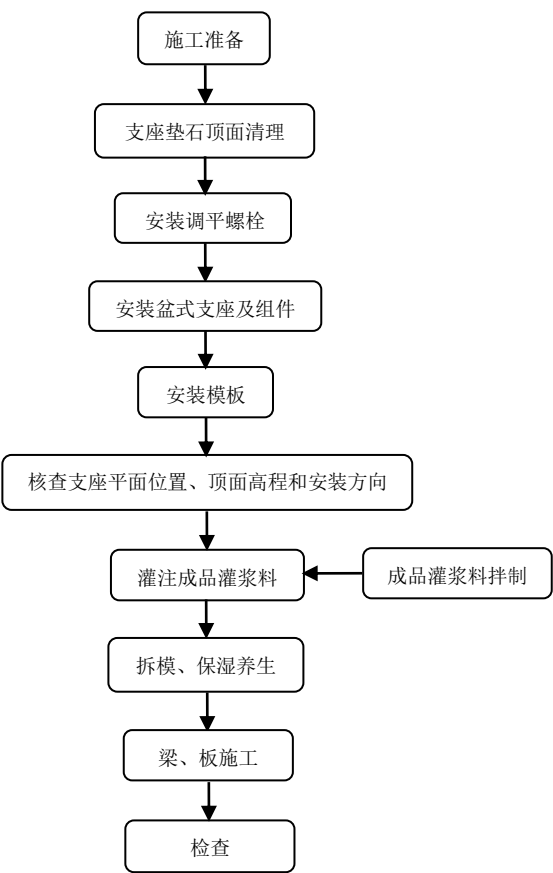 施工准备
支座垫石顶面清理
安装调平螺栓
安装盆式支座及组件
安装模板
核查支座平面位置、顶面高程和安装方向
灌注成品灌浆料
成品灌浆料拌制
拆模、保湿养生
梁、板施工
检查